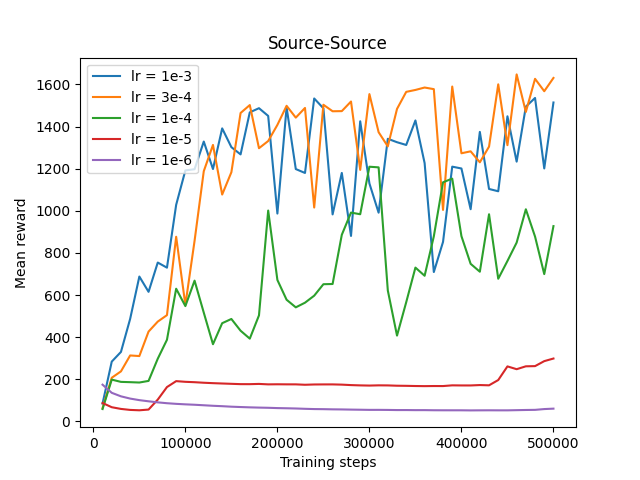 Source-Source
lr = 1e-3
lr = 3e-4
lr = 1e-4
lr = 1e-5
lr = 1e-6
Mean reward
1600
1400
1200
1000
800
600
400
200
0
0 100000 200000 300000 400000 500000
Training steps